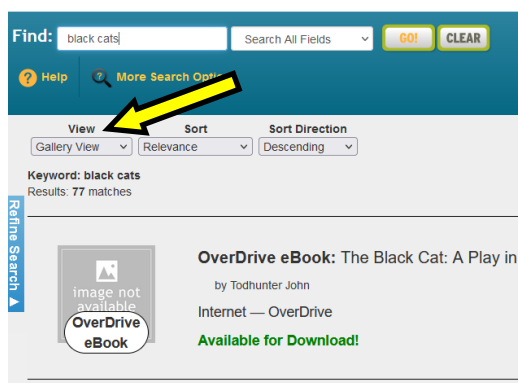 Find: black cats Search All Fields GO! CLEAR
? Help ? More Search Optio
View Sort Sort Direction
Gallery View Relevance Descending
Keyword: black cats
Results: 77 matches
Refine Search
OverDrive eBook: The Black Cat: A Play in
by Todhunter John
image not
available
Internet — OverDrive
OverDrive
eBook
Available for Download!